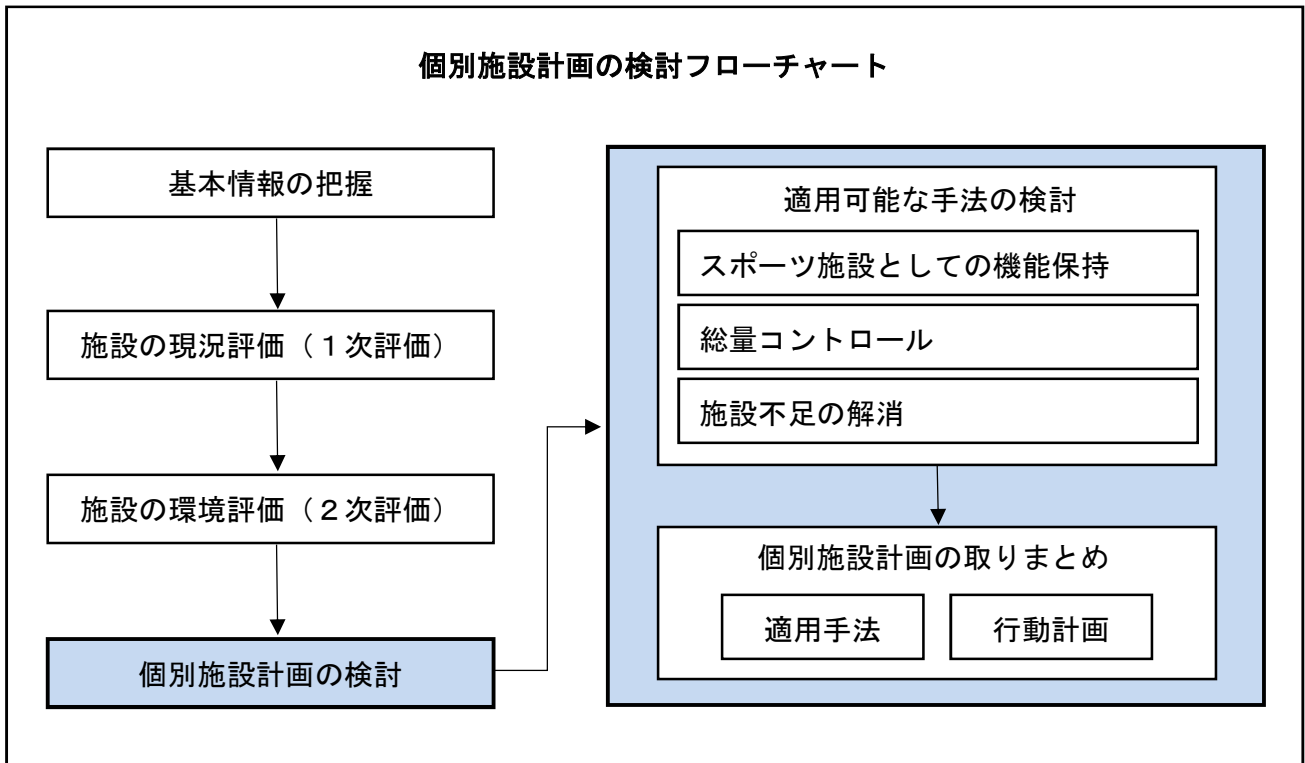 個別施設計画の検討フローチャート
基本情報の把握
施設の現況評価（１次評価）
施設の環境評価（２次評価）
個別施設計画の検討
適用可能な手法の検討
スポーツ施設としての機能保持
総量コントロール
施設不足の解消
個別施設計画の取りまとめ
適用手法
行動計画